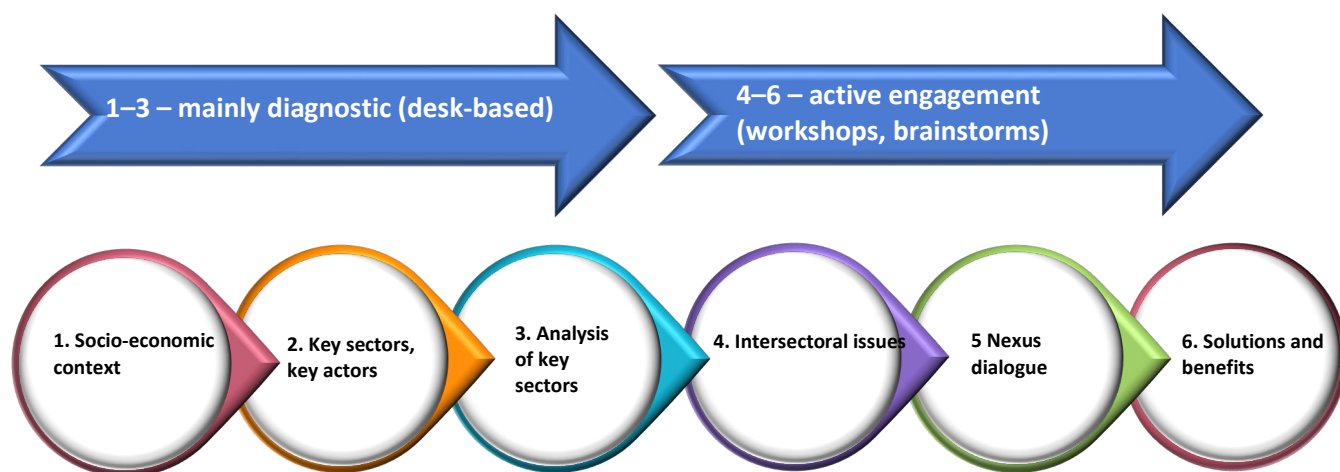 1–3 – mainly diagnostic (desk-based)
4–6 – active engagement
(workshops, brainstorms)
1. Socio-economic
context
2. Key sectors,
key actors
3. Analysis
of key
sectors
4. Intersectoral issues
5 Nexus
dialogue
6. Solutions and
benefits